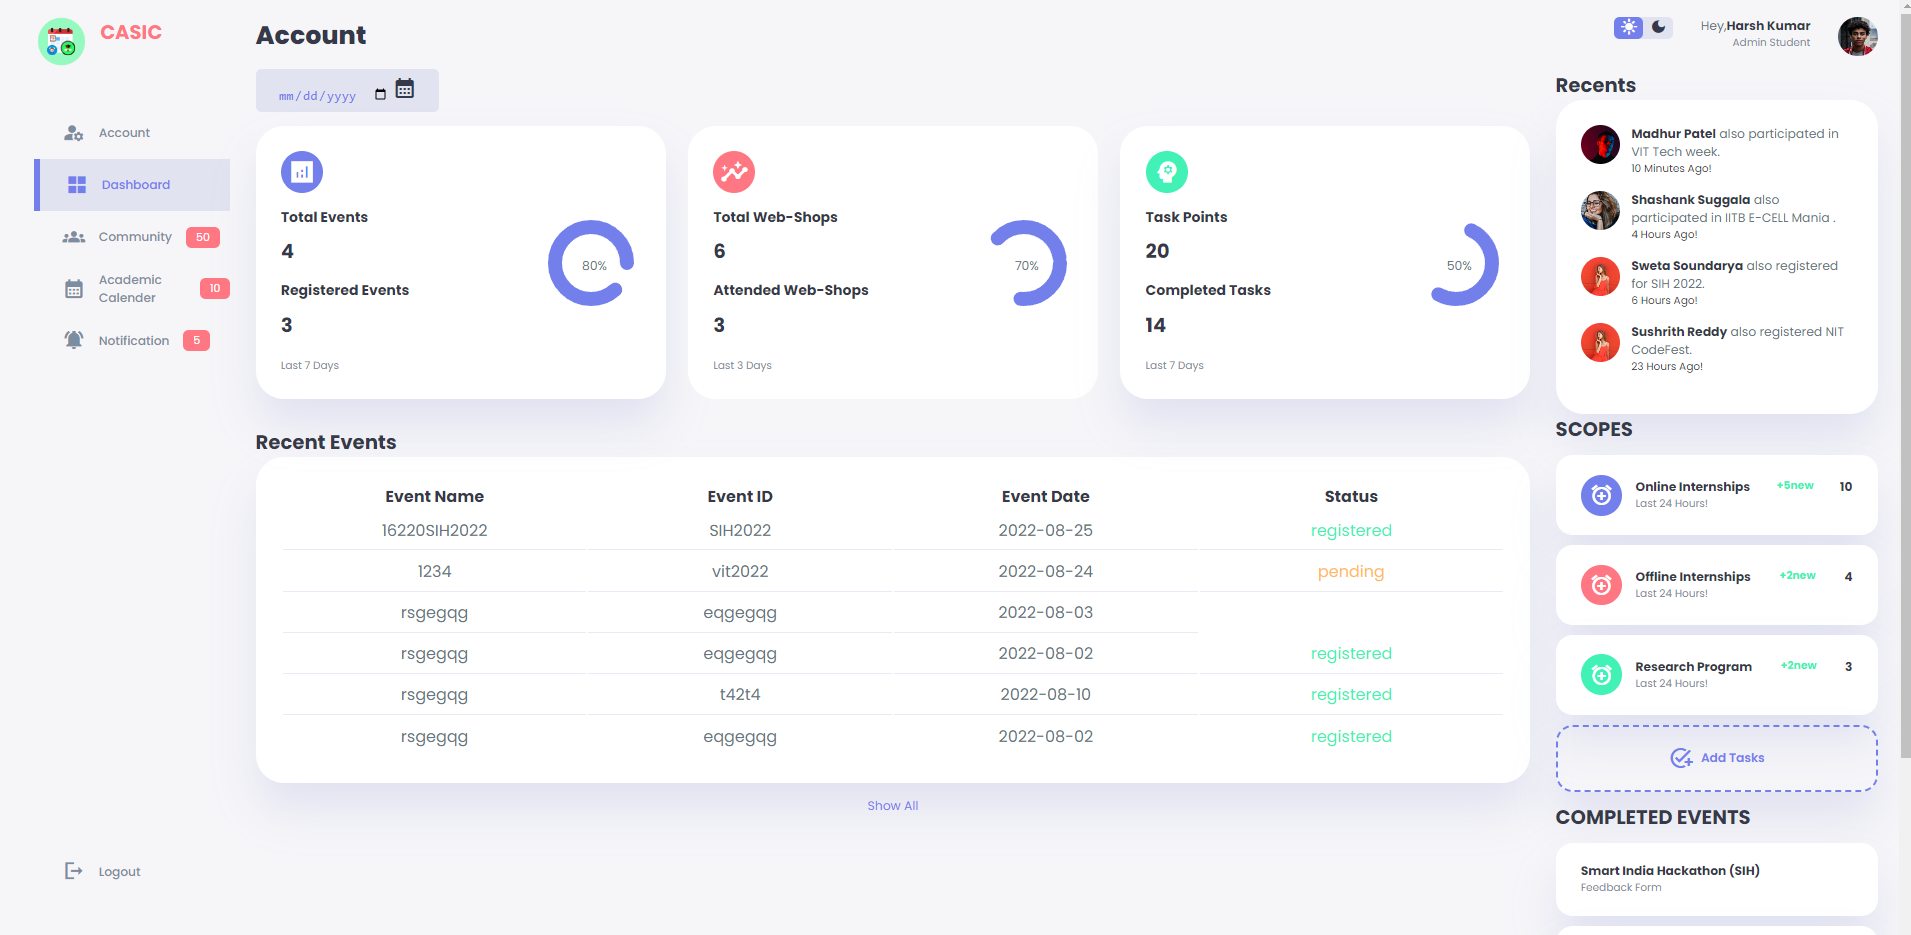 CASIC
Account
Dashboard
Community 50
Academic
Calender 10
Notification 5
Logout
Account
mm/dd/yyyy
Total Events
4
Registered Events
3
80%
Last 7 Days
Total Web-Shops
6
Attended Web-Shops
3
70%
Last 3 Days
Task Points
20
Completed Tasks
14
50%
Last 7 Days
Recent Events
Event Name Event ID Event Date Status
16220SIH2022 SIH2022 2022-08-25 registered
1234 vit2022 2022-08-24 pending
rsgegqg eqgegqg 2022-08-03
rsgegqg eqgegqg 2022-08-02 registered
rsgegqg t42t4 2022-08-10 registered
rsgegqg eqgegqg 2022-08-02 registered
Show All
Hey,Harsh Kumar
Admin Student
Recents
Madhur Patel also participated in
VIT Tech week.
10 Minutes Ago!
Shashank Suggala also
participated in IITB E-CELL Mania .
4 Hours Ago!
Sweta Soundarya also registered
for SIH 2022.
6 Hours Ago!
Sushrith Reddy also registered NIT
CodeFest.
23 Hours Ago!
SCOPES
Online Internships +5new 10
Last 24 Hours!
Offline Internships +2new 4
Last 24 Hours!
Research Program +2new 3
Last 24 Hours!
Add Tasks
COMPLETED EVENTS
Smart India Hackathon (SIH)
Feedback Form